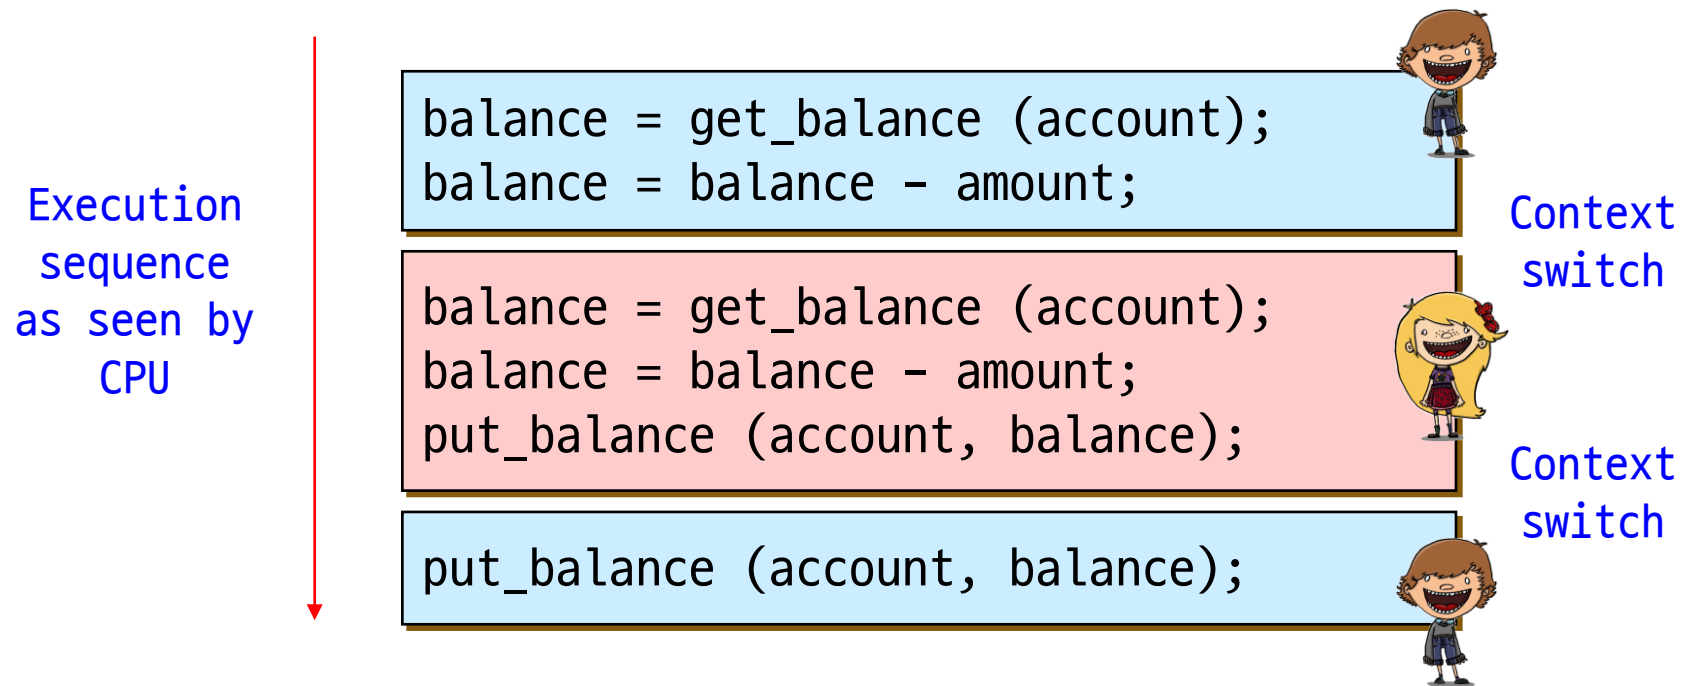 Execution
sequence
as seen by
CPU
balance = get_balance (account);
balance = balance – amount;
Context
switch
balance = get_balance (account);
balance = balance – amount;
put_balance (account, balance);
Context
switch
put_balance (account, balance);